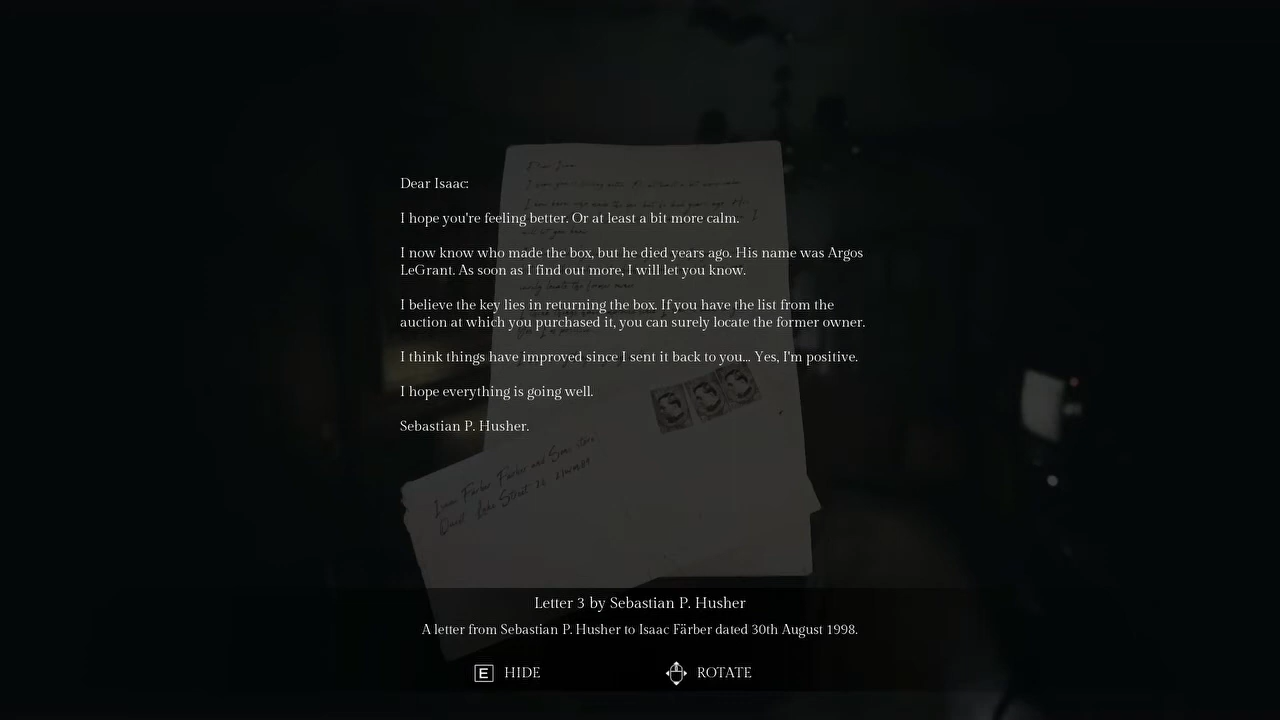 Dear Isaac:
I hope you're feeling better. Or at least a bit more calm.
I now know who made the box, but he died years ago. His name was Argos
LeGrant. As soon as I find out more, I will let you know.
I believe the key lies in returning the box. If you have the list from the
auction at which you purchased it, you can surely locate the former owner.
I think things have improved since I sent it back to you... Yes, I'm positive.
I hope everything is going well.
Sebastian P. Husher.
Letter 3 by Sebastian P. Husher
A letter from Sebastian P. Husher to Isaac Färber dated 30th August 1998.
E HIDE
ROTATE